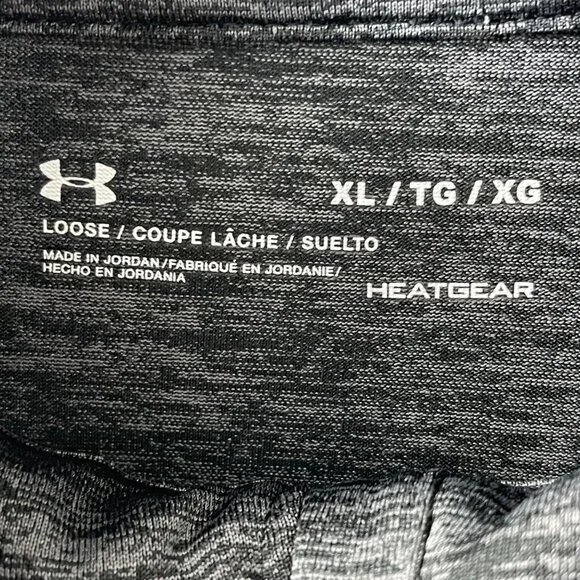 XL / TG / XG
LOOSE / COUPE LÂCHE / SUELTO
MADE IN JORDAN/FABRIQUÉ EN JORDANIE/
HECHO EN JORDANIA
HEATGEAR